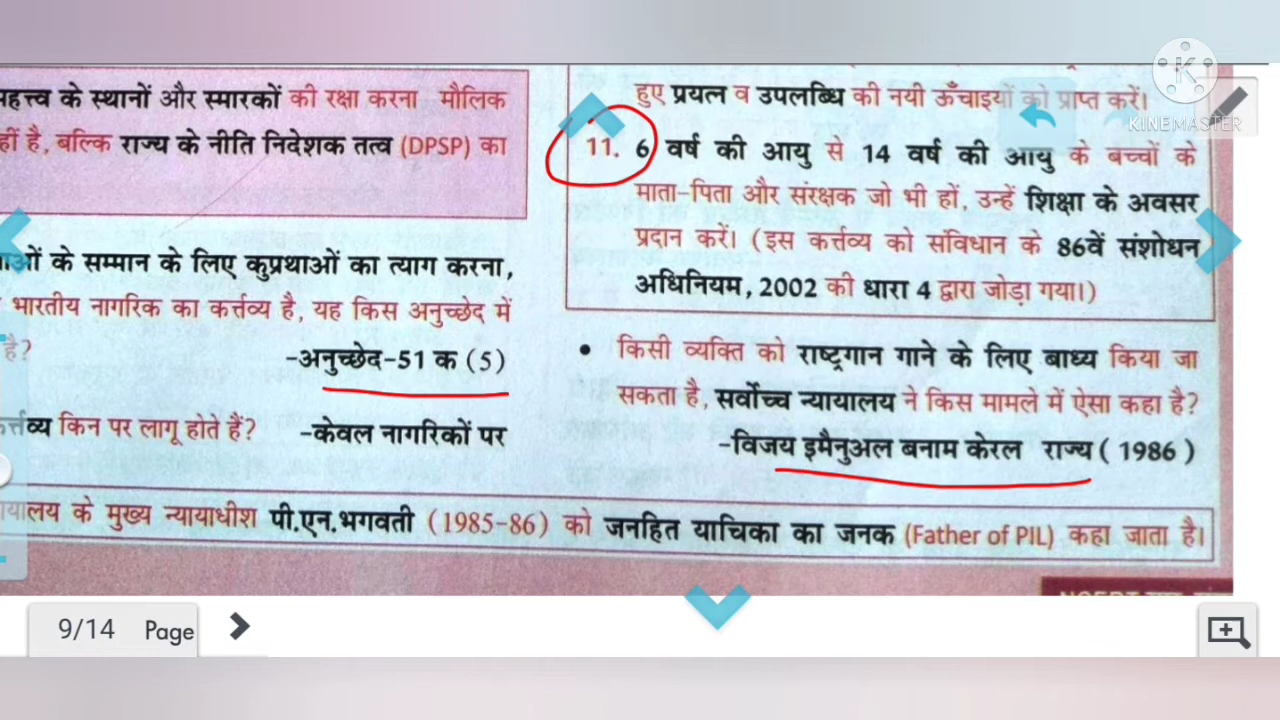 महत्त्व के स्थानों और स्मारकों की रक्षा करना मौलिक
है, बल्कि राज्य के नीति निदेशक तत्व (DPSP) का
के सम्मान के लिए कुप्रथाओं का त्याग करना,
भारतीय नागरिक का कर्त्तव्य है, यह किस अनुच्छेद में
है?
-अनुच्छेद-51 क (5)
किन पर लागू होते हैं?
-केवल नागरिकों पर
हुए प्रयत्न व उपलब्धि की नयी ऊँचाइयों को प्राप्त करें।
11. 6 वर्ष की आयु से 14 वर्ष की आयु के बच्चों के
माता-पिता और संरक्षक जो भी हों, उन्हें शिक्षा के अवसर
प्रदान करें। (इस कर्त्तव्य को संविधान के 86वें संशोधन
अधिनियम, 2002 की धारा 4 द्वारा जोड़ा गया।)
• किसी व्यक्ति को राष्ट्रगान गाने के लिए बाध्य किया जा
सकता है, सर्वोच्च न्यायालय ने किस मामले में ऐसा कहा है?
-विजय इमैनुअल बनाम केरल राज्य ( 1986 )
के मुख्य न्यायाधीश पी.एन.भगवती (1985-86) को जनहित याचिका का जनक (Father of PIL) कहा जाता है।
KINEMASTER
9/14 Page